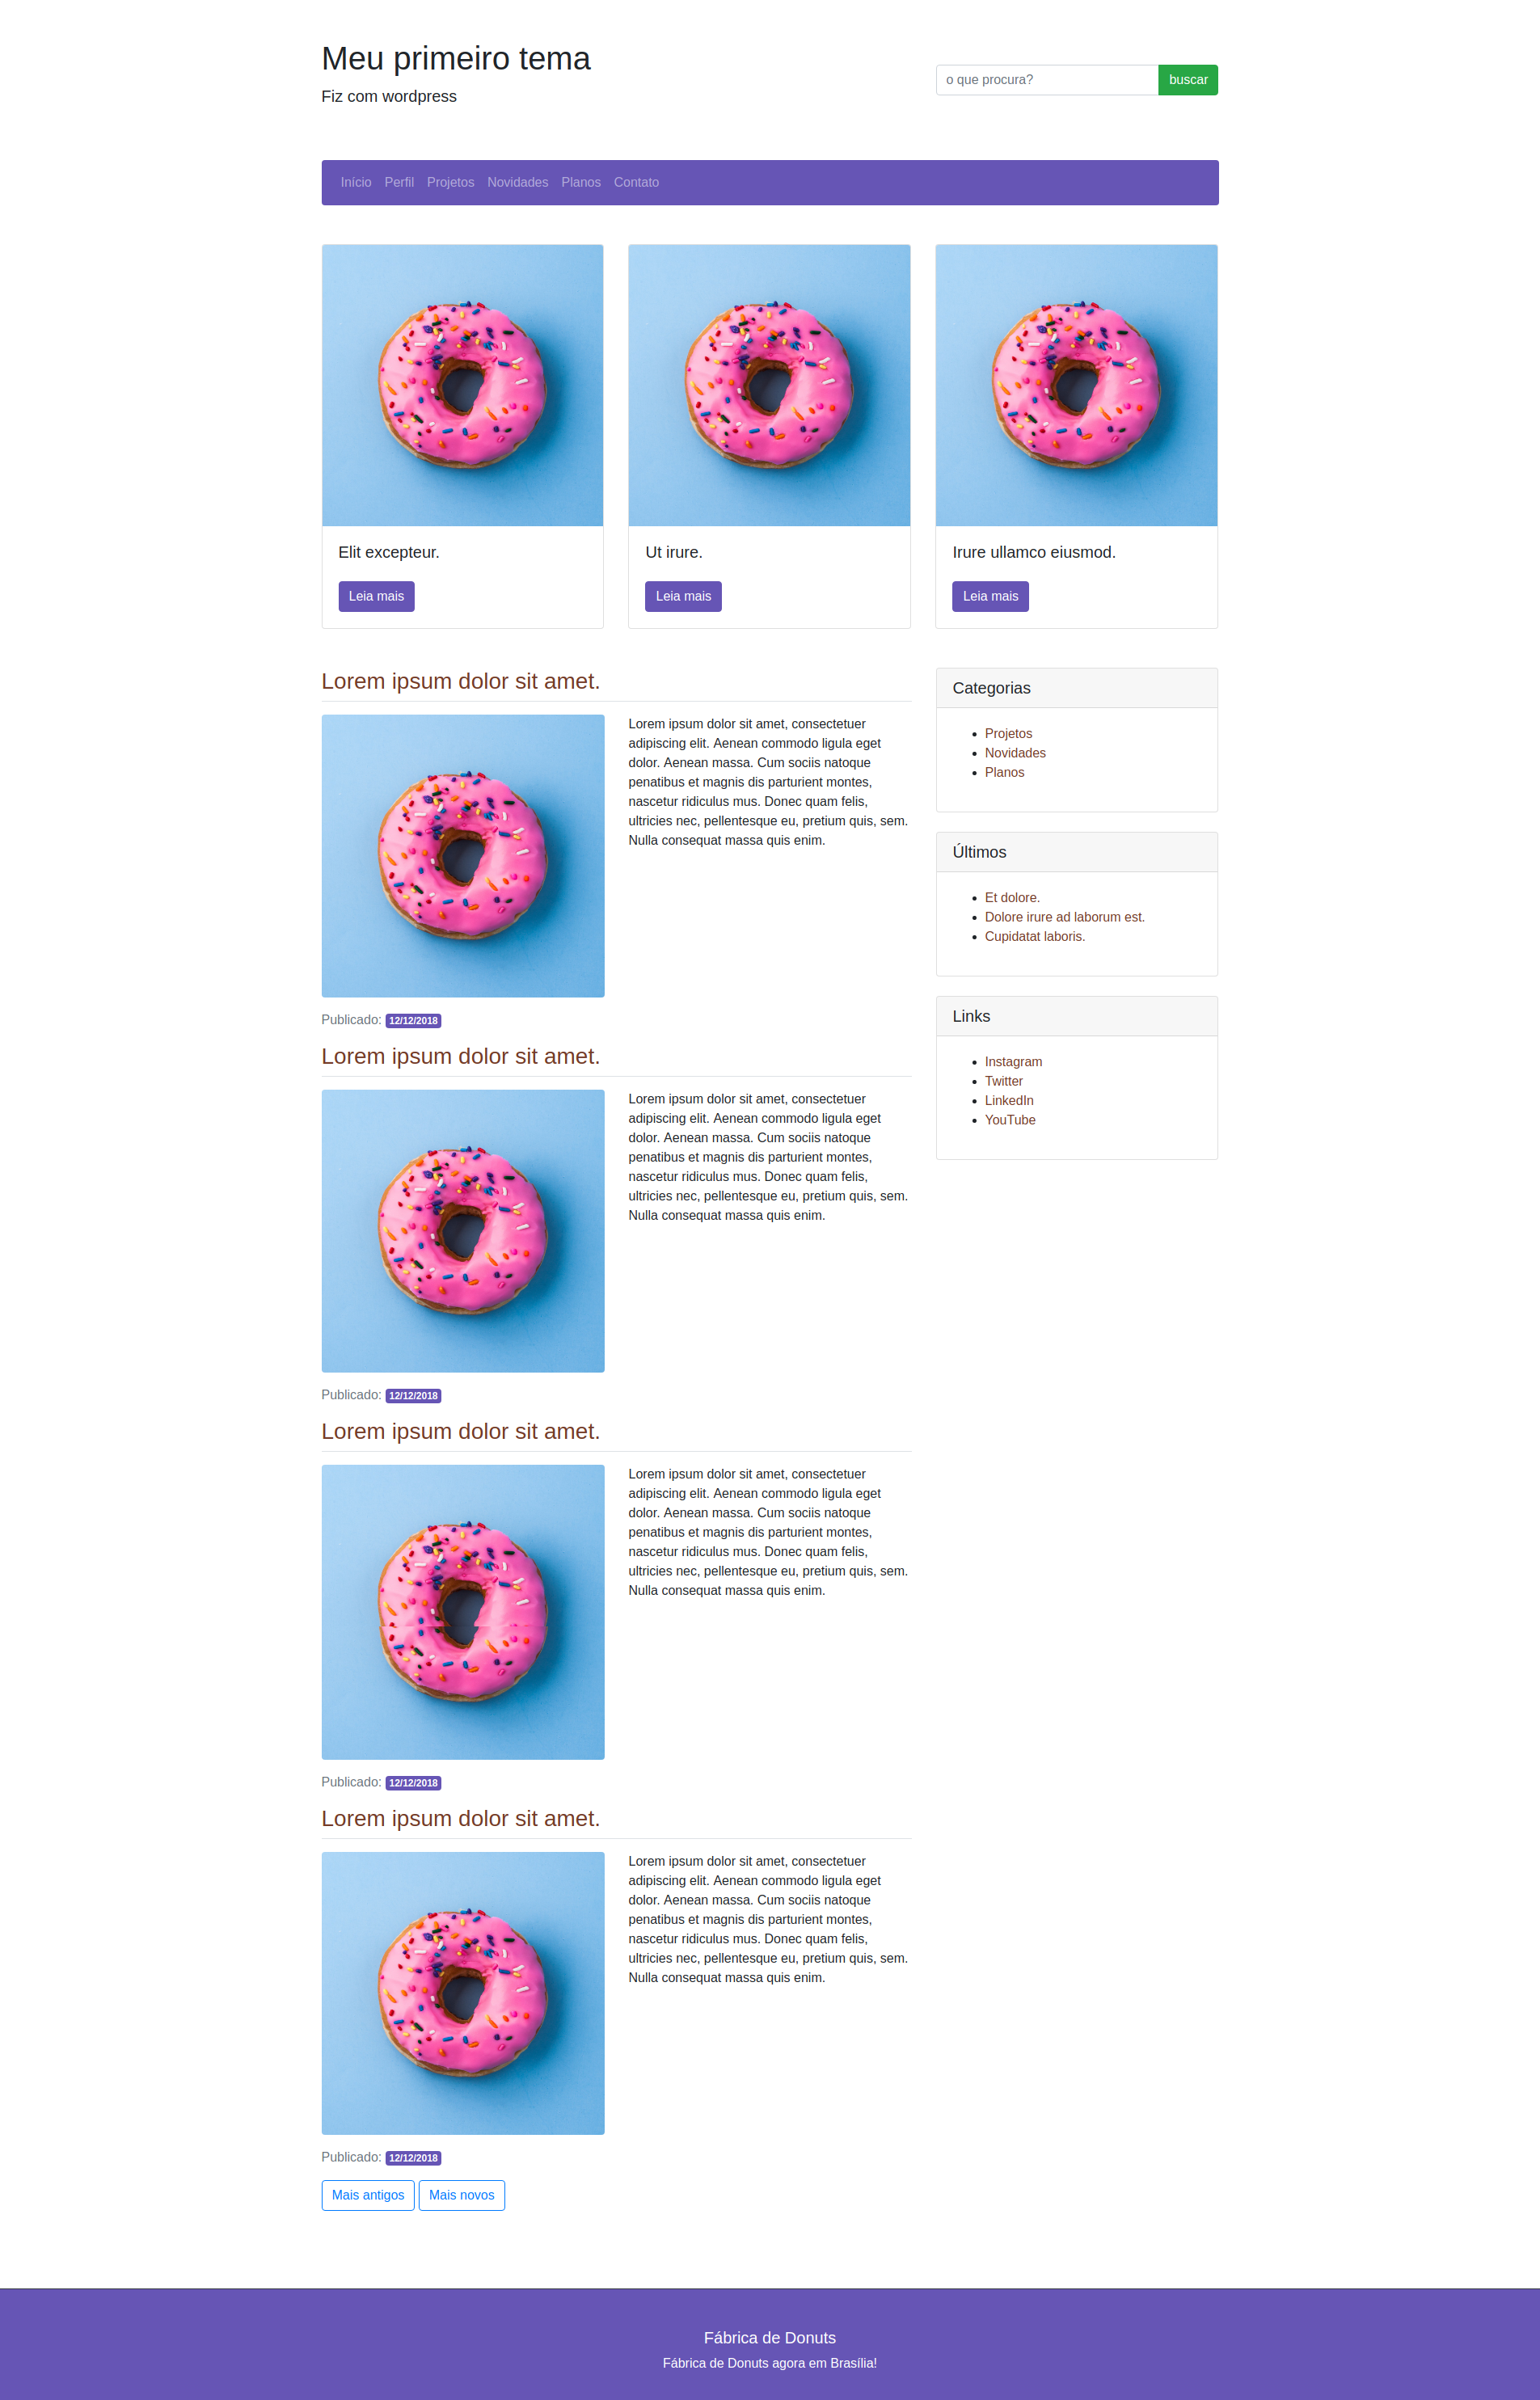 Meu primeiro tema
Fiz com wordpress
o que procura? buscar
Início Perfil Projetos Novidades Planos Contato
Elit excepteur.
Leia mais
Ut irure.
Leia mais
Irure ullamco eiusmod.
Leia mais
Lorem ipsum dolor sit amet.
Lorem ipsum dolor sit amet, consectetuer
adipiscing elit. Aenean commodo ligula eget
dolor. Aenean massa. Cum sociis natoque
penatibus et magnis dis parturient montes,
nascetur ridiculus mus. Donec quam felis,
ultricies nec, pellentesque eu, pretium quis, sem.
Nulla consequat massa quis enim.
Publicado: 12/12/2018
Lorem ipsum dolor sit amet.
Lorem ipsum dolor sit amet, consectetuer
adipiscing elit. Aenean commodo ligula eget
dolor. Aenean massa. Cum sociis natoque
penatibus et magnis dis parturient montes,
nascetur ridiculus mus. Donec quam felis,
ultricies nec, pellentesque eu, pretium quis, sem.
Nulla consequat massa quis enim.
Publicado: 12/12/2018
Lorem ipsum dolor sit amet.
Lorem ipsum dolor sit amet, consectetuer
adipiscing elit. Aenean commodo ligula eget
dolor. Aenean massa. Cum sociis natoque
penatibus et magnis dis parturient montes,
nascetur ridiculus mus. Donec quam felis,
ultricies nec, pellentesque eu, pretium quis, sem.
Nulla consequat massa quis enim.
Publicado: 12/12/2018
Lorem ipsum dolor sit amet.
Lorem ipsum dolor sit amet, consectetuer
adipiscing elit. Aenean commodo ligula eget
dolor. Aenean massa. Cum sociis natoque
penatibus et magnis dis parturient montes,
nascetur ridiculus mus. Donec quam felis,
ultricies nec, pellentesque eu, pretium quis, sem.
Nulla consequat massa quis enim.
Publicado: 12/12/2018
Mais antigos Mais novos
Categorias
Projetos
Novidades
Planos
Últimos
Et dolore.
Dolore irure ad laborum est.
Cupidatat laboris.
Links
Instagram
Twitter
LinkedIn
YouTube
Fábrica de Donuts
Fábrica de Donuts agora em Brasília!